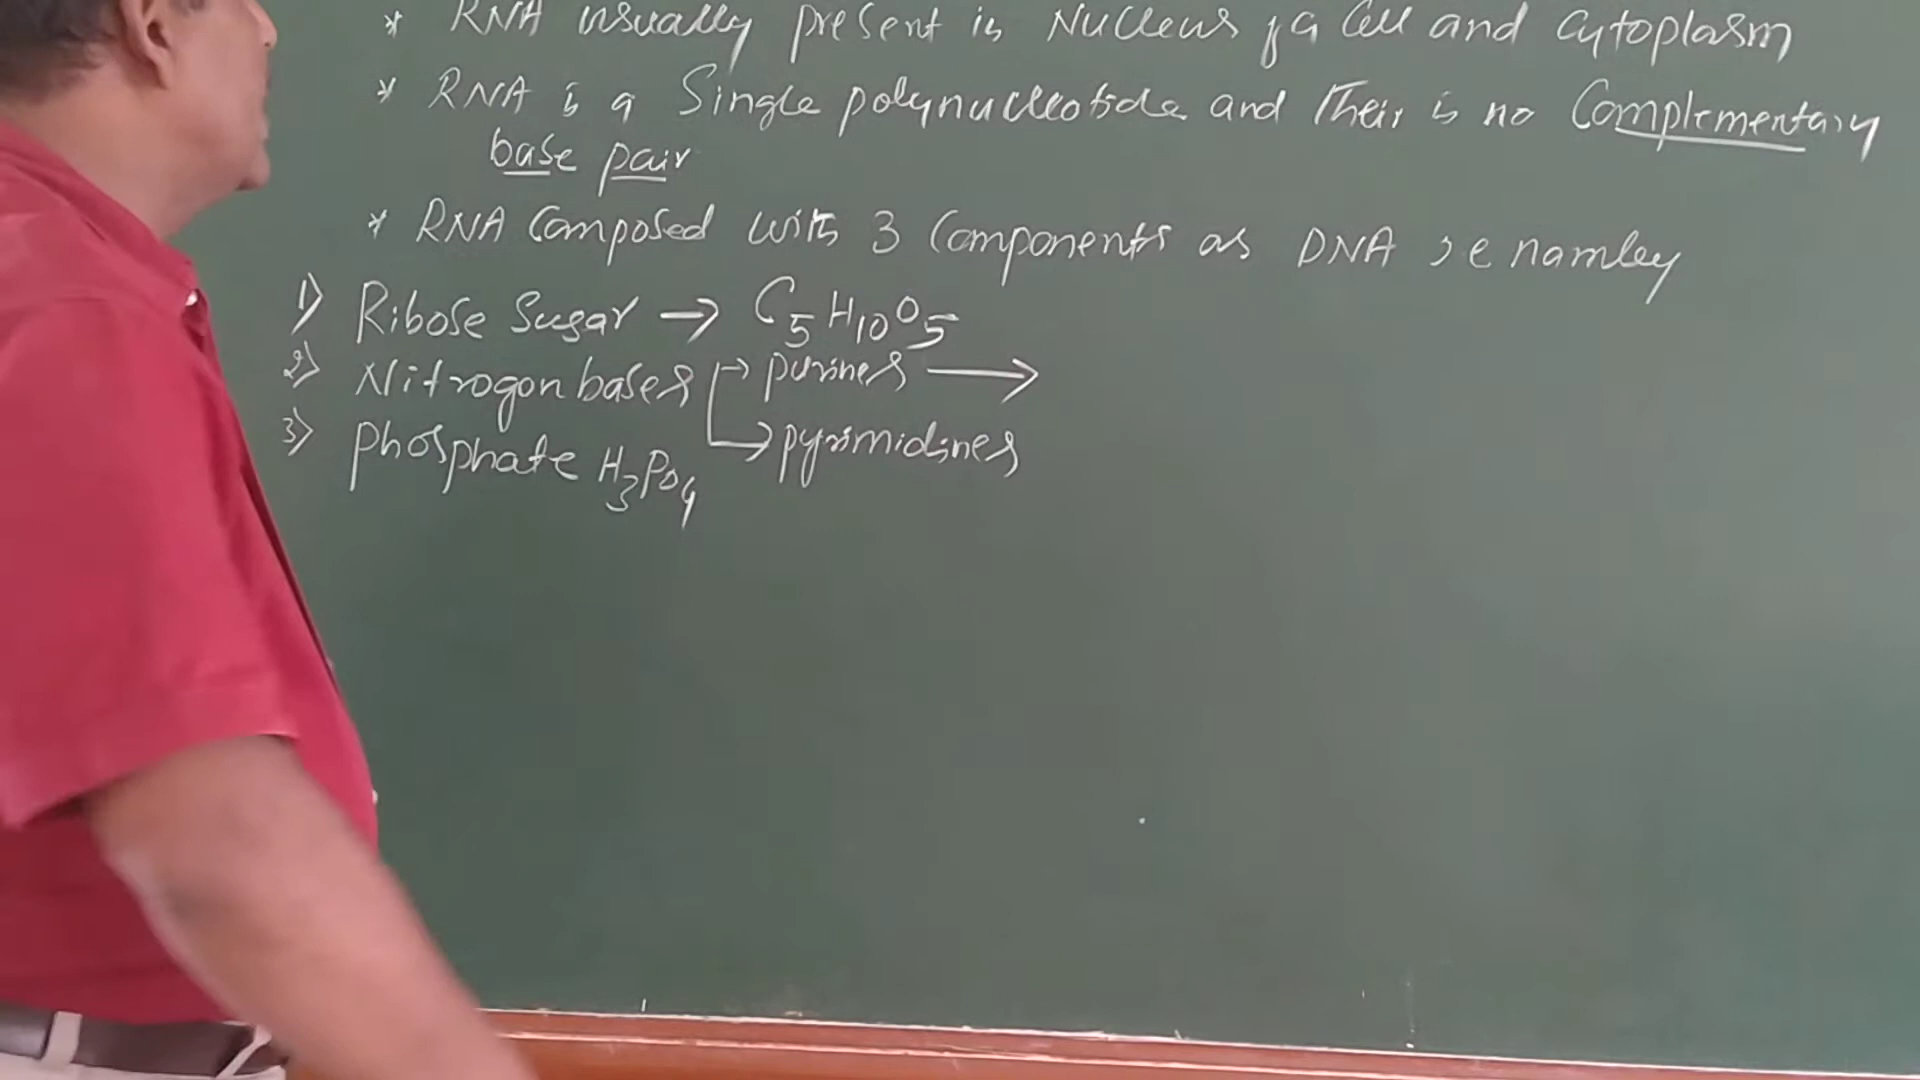 * RNA usually present in Nucleus of a Cell and Cytoplasm
* RNA is a Single polynucleotide and Their is no Complementary
base pair
* RNA Composed with 3 Components as DNA i e namley
1) Ribose Sugar → C5H10O5
2) Nitrogon bases → purines →
→ pyrimidines
3) phosphate H3PO4